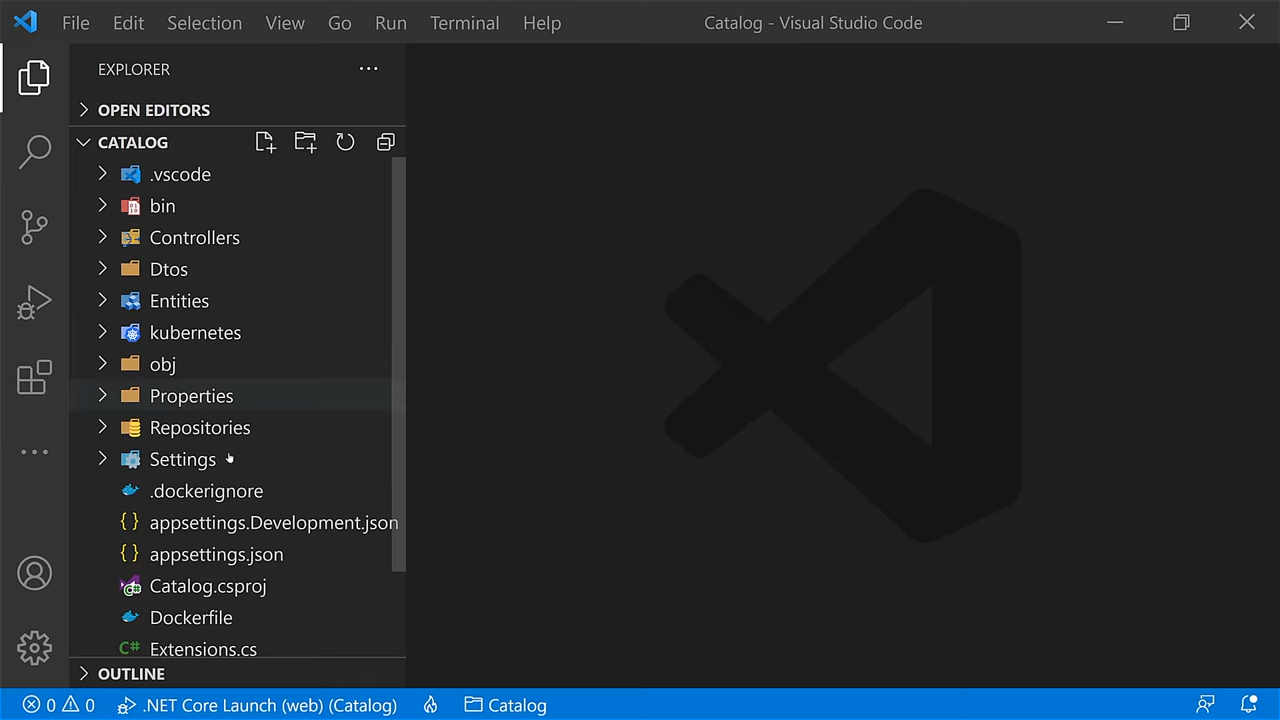 File Edit Selection View Go Run Terminal Help Catalog - Visual Studio Code
EXPLORER
OPEN EDITORS
CATALOG
.vscode
bin
Controllers
Dtos
Entities
kubernetes
obj
Properties
Repositories
Settings
.dockerignore
appsettings.Development.json
appsettings.json
Catalog.csproj
Dockerfile
Extensions.cs
OUTLINE
0 0 .NET Core Launch (web) (Catalog) Catalog